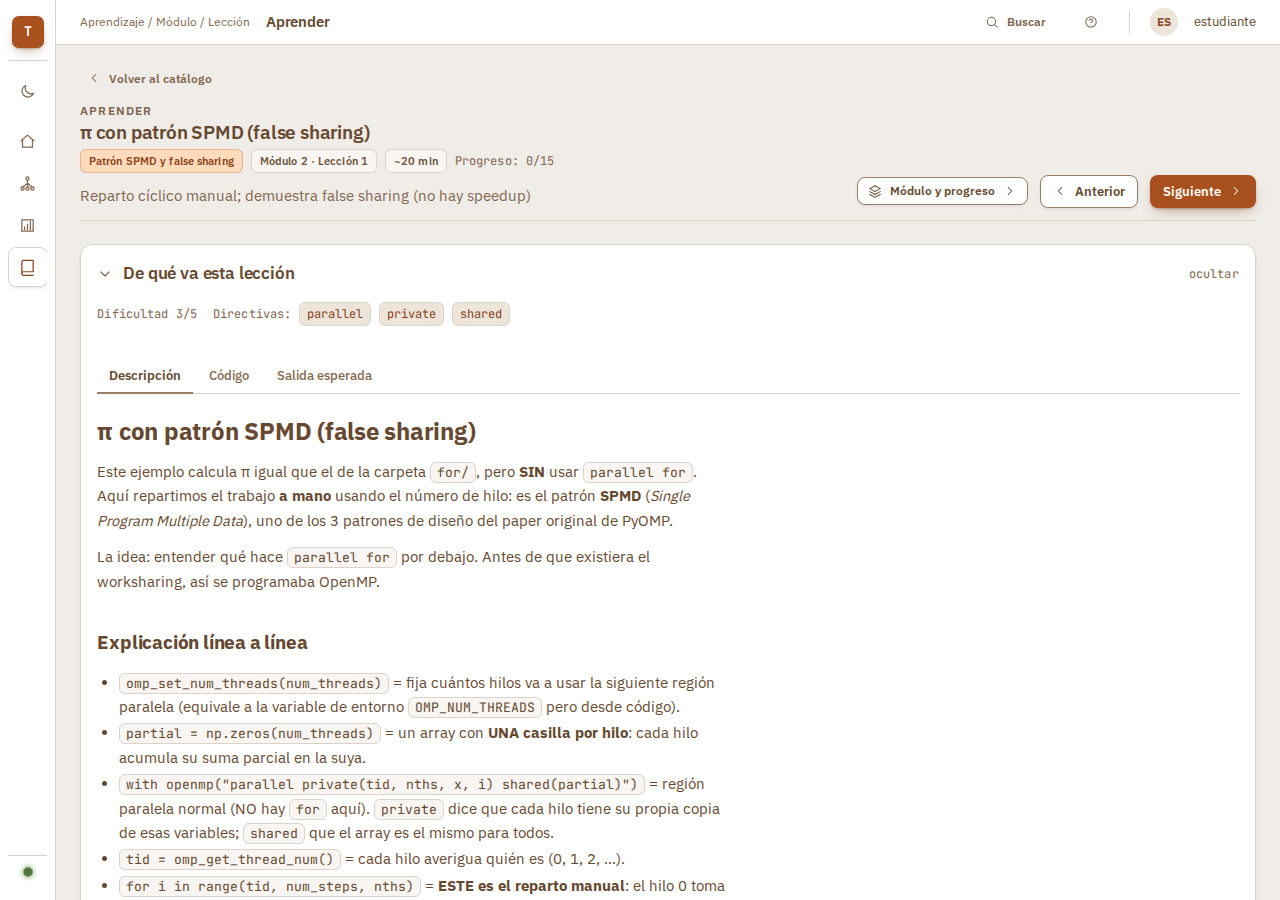 T
Aprendizaje / Módulo / Lección Aprender Buscar ES estudiante
Volver al catálogo
APRENDER
π con patrón SPMD (false sharing)
Patrón SPMD y false sharing Módulo 2 · Lección 1 ~20 min Progreso: 0/15
Reparto cíclico manual; demuestra false sharing (no hay speedup)
Módulo y progreso Anterior Siguiente
De qué va esta lección ocultar
Dificultad 3/5 Directivas: parallel private shared
Descripción Código Salida esperada
π con patrón SPMD (false sharing)
Este ejemplo calcula π igual que el de la carpeta for/, pero SIN usar parallel for.
Aquí repartimos el trabajo a mano usando el número de hilo: es el patrón SPMD (Single
Program Multiple Data), uno de los 3 patrones de diseño del paper original de PyOMP.
La idea: entender qué hace parallel for por debajo. Antes de que existiera el
worksharing, así se programaba OpenMP.
Explicación línea a línea
• omp_set_num_threads(num_threads) = fija cuántos hilos va a usar la siguiente región
paralela (equivale a la variable de entorno OMP_NUM_THREADS pero desde código).
• partial = np.zeros(num_threads) = un array con UNA casilla por hilo: cada hilo
acumula su suma parcial en la suya.
• with openmp("parallel private(tid, nths, x, i) shared(partial)") = región
paralela normal (NO hay for aquí). private dice que cada hilo tiene su propia copia
de esas variables; shared que el array es el mismo para todos.
• tid = omp_get_thread_num() = cada hilo averigua quién es (0, 1, 2, ...).
• for i in range(tid, num_steps, nths) = ESTE es el reparto manual: el hilo 0 toma